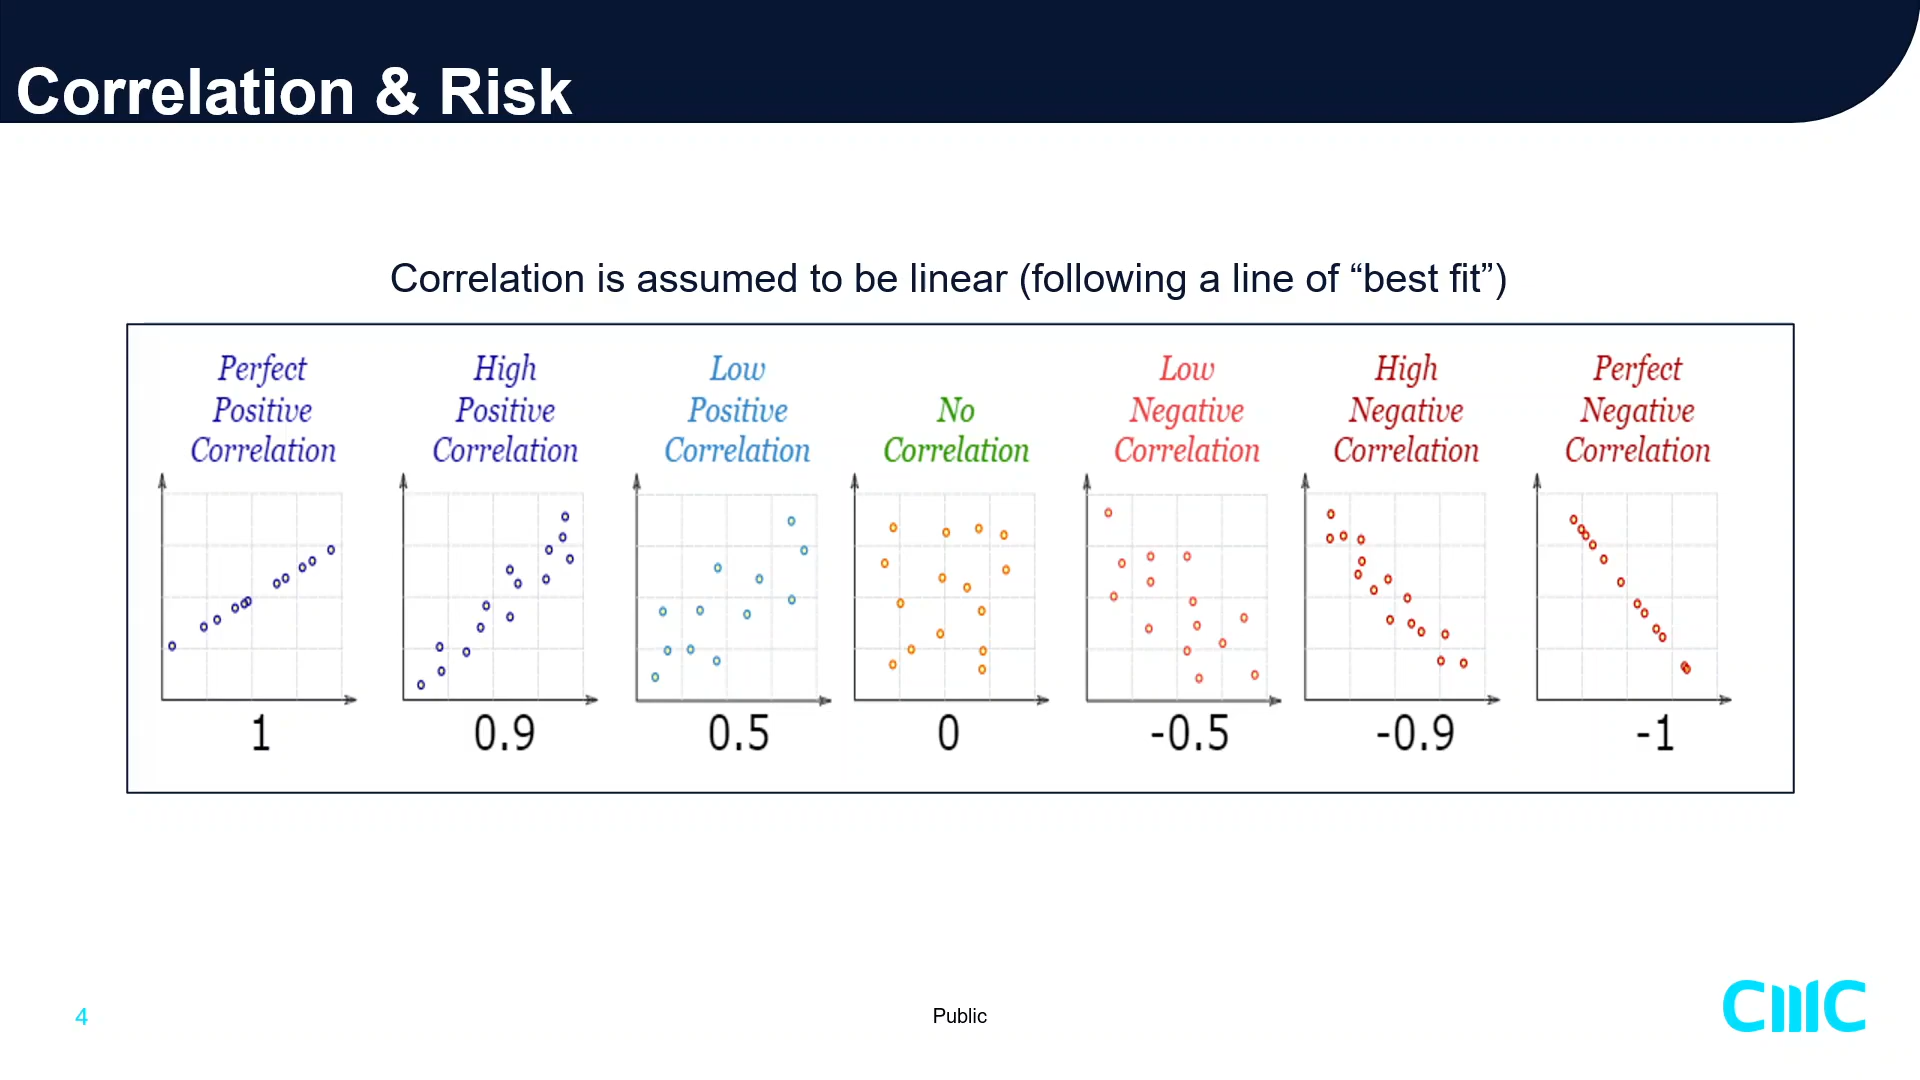 Correlation & Risk
Correlation is assumed to be linear (following a line of “best fit”)
Perfect
Positive
Correlation
1
High
Positive
Correlation
0.9
Low
Positive
Correlation
0.5
No
Correlation
0
Low
Negative
Correlation
-0.5
High
Negative
Correlation
-0.9
Perfect
Negative
Correlation
-1
4
Public
CMC